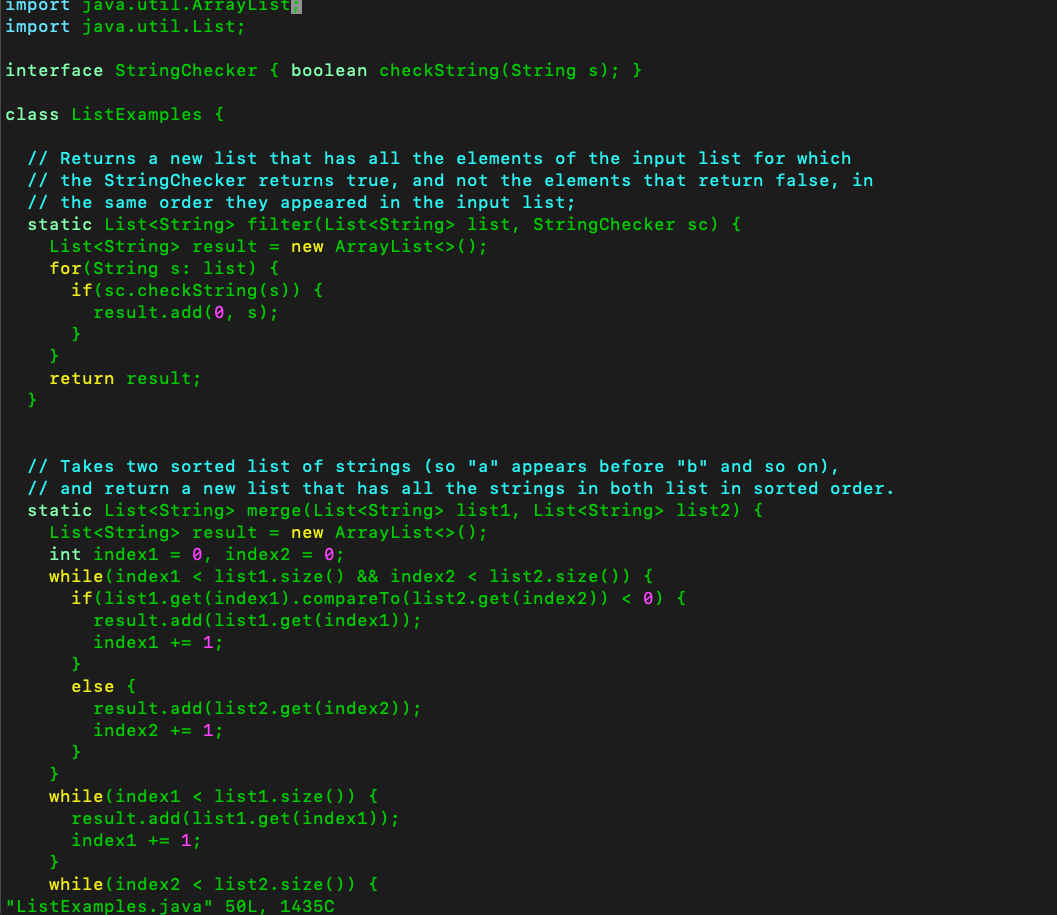 import java.util.ArrayList;
import java.util.List;

interface StringChecker { boolean checkString(String s); }

class ListExamples {

  // Returns a new list that has all the elements of the input list for which
  // the StringChecker returns true, and not the elements that return false, in
  // the same order they appeared in the input list;
  static List<String> filter(List<String> list, StringChecker sc) {
    List<String> result = new ArrayList<>();
    for(String s: list) {
      if(sc.checkString(s)) {
        result.add(0, s);
      }
    }
    return result;
  }


  // Takes two sorted list of strings (so "a" appears before "b" and so on),
  // and return a new list that has all the strings in both list in sorted order.
  static List<String> merge(List<String> list1, List<String> list2) {
    List<String> result = new ArrayList<>();
    int index1 = 0, index2 = 0;
    while(index1 < list1.size() && index2 < list2.size()) {
      if(list1.get(index1).compareTo(list2.get(index2)) < 0) {
        result.add(list1.get(index1));
        index1 += 1;
      }
      else {
        result.add(list2.get(index2));
        index2 += 1;
      }
    }
    while(index1 < list1.size()) {
      result.add(list1.get(index1));
      index1 += 1;
    }
    while(index2 < list2.size()) {
"ListExamples.java" 50L, 1435C